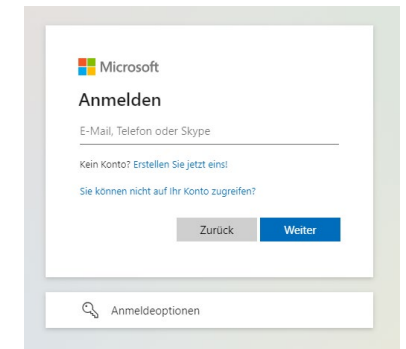 Microsoft
Anmelden
E-Mail, Telefon oder Skype
Kein Konto? Erstellen Sie jetzt eins!
Sie können nicht auf Ihr Konto zugreifen?
Zurück Weiter
Anmeldeoptionen